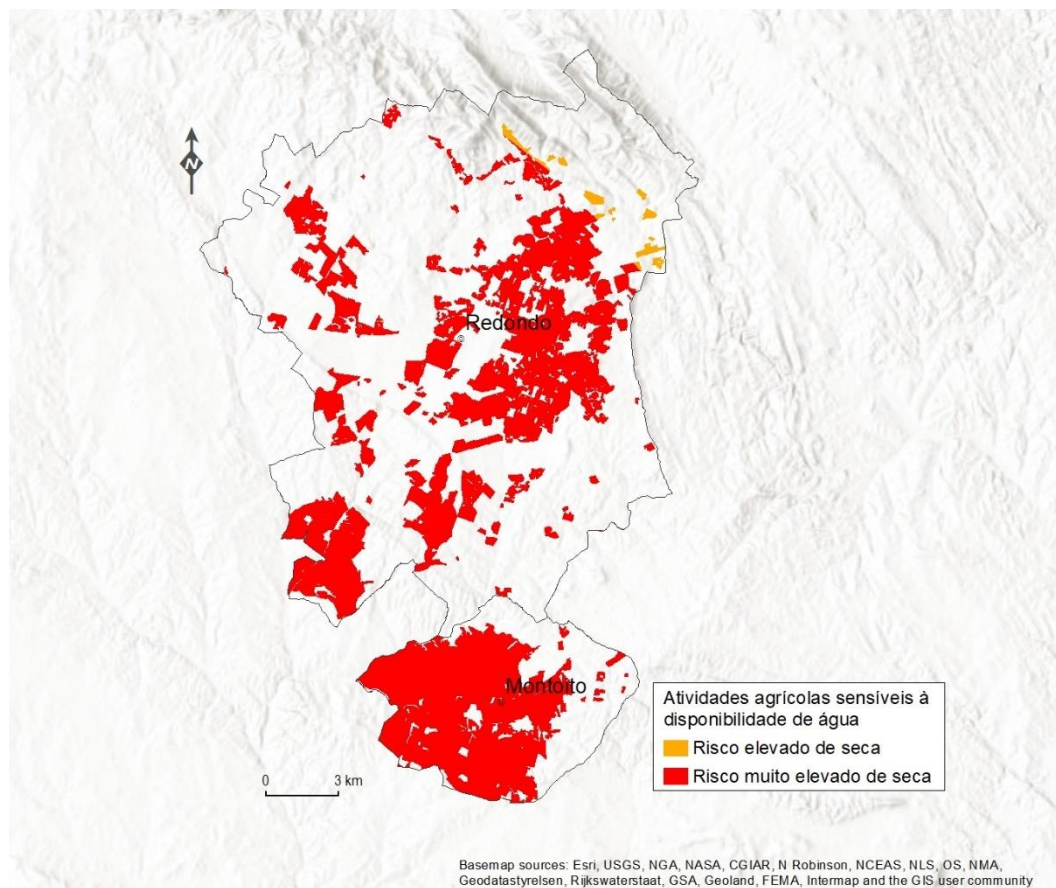 N
Redondo
Montoito
Atividades agrícolas sensíveis à
disponibilidade de água
Risco elevado de seca
Risco muito elevado de seca
0 3 km
Basemap sources: Esri, USGS, NGA, NASA, CGIAR, N Robinson, NCEAS, NLS, OS, NMA,
Geodatastyrelsen, Rijkswaterstaat, GSA, Geoland, FEMA, Intermap and the GIS user community